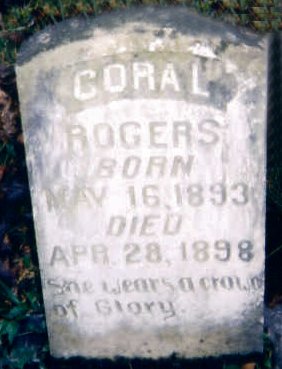 CORAL
ROGERS
BORN
MAY 16, 1893
DIED
APR. 28, 1898
She wears a crown
of Glory.